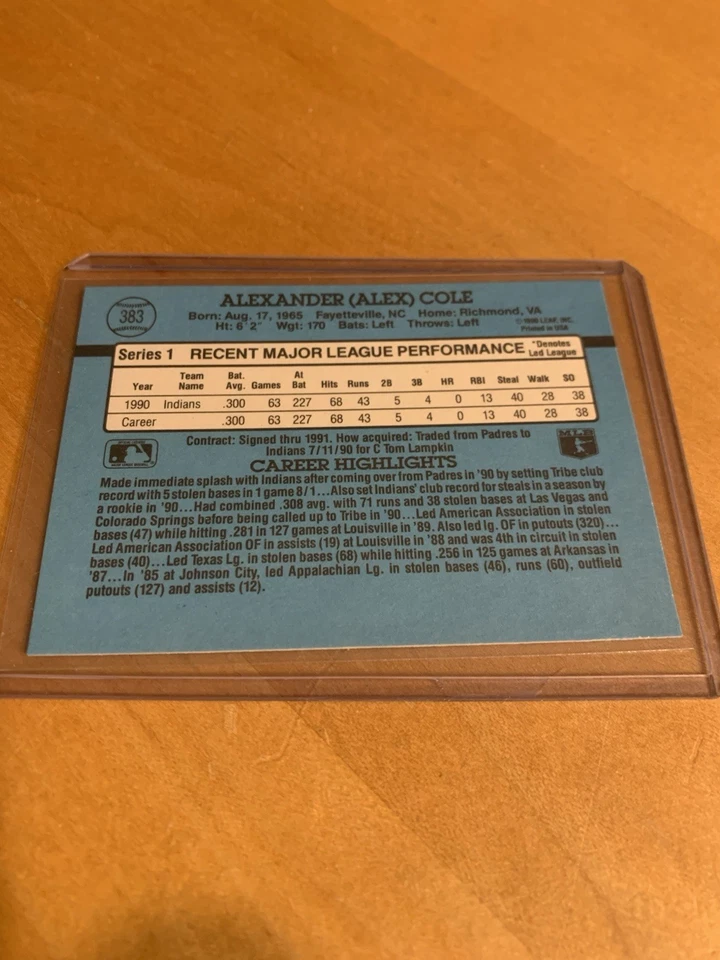 383
ALEXANDER (ALEX) COLE
Born: Aug. 17, 1965 Fayetteville, NC Home: Richmond, VA
Ht: 6' 2" Wgt: 170 Bats: Left Throws: Left
© 1990 LEAF, INC.
Printed in USA
Series 1 RECENT MAJOR LEAGUE PERFORMANCE *Denotes Led League
Year Team Name Bat. Avg. Games At Bat Hits Runs 2B 3B HR RBI Steal Walk SO
1990 Indians .300 63 227 68 43 5 4 0 13 40 28 38
Career .300 63 227 68 43 5 4 0 13 40 28 38
Contract: Signed thru 1991. How acquired: Traded from Padres to
Indians 7/11/90 for C Tom Lampkin
MLB
CAREER HIGHLIGHTS
Made immediate splash with Indians after coming over from Padres in '90 by setting Tribe club
record with 5 stolen bases in 1 game 8/1...Also set Indians' club record for steals in a season by
a rookie in '90...Had combined .308 avg. with 71 runs and 38 stolen bases at Las Vegas and
Colorado Springs before being called up to Tribe in '90...Led American Association in stolen
bases (47) while hitting .281 in 127 games at Louisville in '89. Also led lg. OF in putouts (320)...
Led American Association OF in assists (19) at Louisville in '88 and was 4th in circuit in stolen
bases (40)...Led Texas Lg. in stolen bases (68) while hitting .256 in 125 games at Arkansas in
'87...In '85 at Johnson City, led Appalachian Lg. in stolen bases (46), runs (60), outfield
putouts (127) and assists (12).